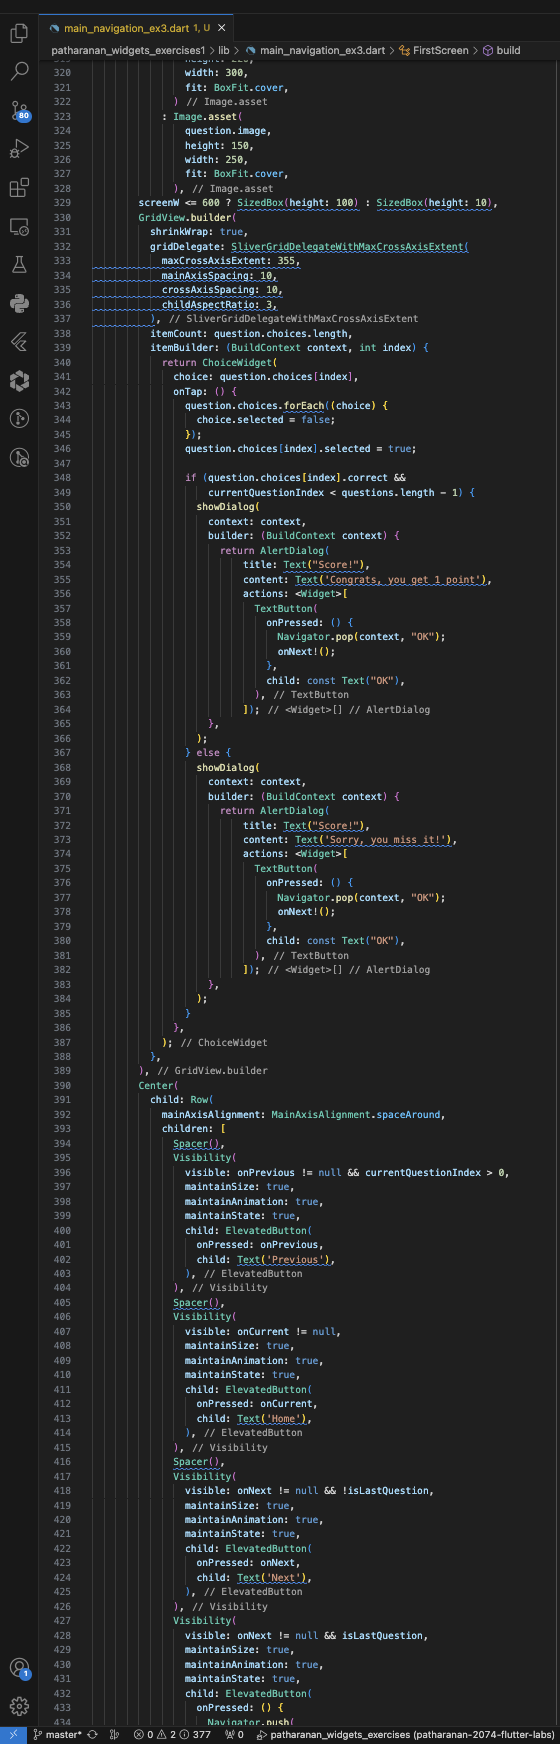 main_navigation_ex3.dart 1, U
patharanan_widgets_exercises1 > lib > main_navigation_ex3.dart > FirstScreen > build
320 width: 300,
321 fit: BoxFit.cover,
322 ) // Image.asset
323 : Image.asset(
324 question.image,
325 height: 150,
326 width: 250,
327 fit: BoxFit.cover,
328 ), // Image.asset
329 screenW <= 600 ? SizedBox(height: 100) : SizedBox(height: 10),
330 GridView.builder(
331 shrinkWrap: true,
332 gridDelegate: SliverGridDelegateWithMaxCrossAxisExtent(
333 maxCrossAxisExtent: 355,
334 mainAxisSpacing: 10,
335 crossAxisSpacing: 10,
336 childAspectRatio: 3,
337 ), // SliverGridDelegateWithMaxCrossAxisExtent
338 itemCount: question.choices.length,
339 itemBuilder: (BuildContext context, int index) {
340 return ChoiceWidget(
341 choice: question.choices[index],
342 onTap: () {
343 question.choices.forEach((choice) {
344 choice.selected = false;
345 });
346 question.choices[index].selected = true;
347
348 if (question.choices[index].correct &&
349 currentQuestionIndex < questions.length - 1) {
350 showDialog(
351 context: context,
352 builder: (BuildContext context) {
353 return AlertDialog(
354 title: Text("Score!"),
355 content: Text('Congrats, you get 1 point'),
356 actions: <Widget>[
357 TextButton(
358 onPressed: () {
359 Navigator.pop(context, "OK");
360 onNext!();
361 },
362 child: const Text("OK"),
363 ), // TextButton
364 ]); // <Widget>[] // AlertDialog
365 },
366 );
367 } else {
368 showDialog(
369 context: context,
370 builder: (BuildContext context) {
371 return AlertDialog(
372 title: Text("Score!"),
373 content: Text('Sorry, you miss it!'),
374 actions: <Widget>[
375 TextButton(
376 onPressed: () {
377 Navigator.pop(context, "OK");
378 onNext!();
379 },
380 child: const Text("OK"),
381 ), // TextButton
382 ]); // <Widget>[] // AlertDialog
383 },
384 );
385 }
386 },
387 ); // ChoiceWidget
388 },
389 ), // GridView.builder
390 Center(
391 child: Row(
392 mainAxisAlignment: MainAxisAlignment.spaceAround,
393 children: [
394 Spacer(),
395 Visibility(
396 visible: onPrevious != null && currentQuestionIndex > 0,
397 maintainSize: true,
398 maintainAnimation: true,
399 maintainState: true,
400 child: ElevatedButton(
401 onPressed: onPrevious,
402 child: Text('Previous'),
403 ), // ElevatedButton
404 ), // Visibility
405 Spacer(),
406 Visibility(
407 visible: onCurrent != null,
408 maintainSize: true,
409 maintainAnimation: true,
410 maintainState: true,
411 child: ElevatedButton(
412 onPressed: onCurrent,
413 child: Text('Home'),
414 ), // ElevatedButton
415 ), // Visibility
416 Spacer(),
417 Visibility(
418 visible: onNext != null && !isLastQuestion,
419 maintainSize: true,
420 maintainAnimation: true,
421 maintainState: true,
422 child: ElevatedButton(
423 onPressed: onNext,
424 child: Text('Next'),
425 ), // ElevatedButton
426 ), // Visibility
427 Visibility(
428 visible: onNext != null && isLastQuestion,
429 maintainSize: true,
430 maintainAnimation: true,
431 maintainState: true,
432 child: ElevatedButton(
433 onPressed: () {
434 Navigator.push(
80
1
master* 0 2 377 0 patharanan_widgets_exercises (patharanan-2074-flutter-labs)